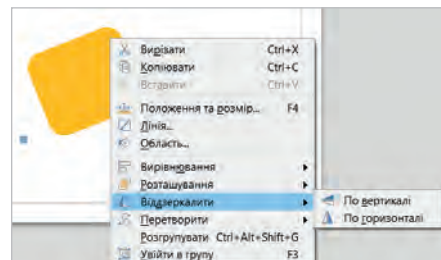 Вирізати Ctrl+X
Копіювати Ctrl+C
Вставити Ctrl+V
Положення та розмір... F4
Лінія...
Область...
Вирівнювання
Розташування
Віддзеркалити
По вертикалі
По горизонталі
Перетворити
Розгрупувати Ctrl+Alt+Shift+G
Увійти в групу F3